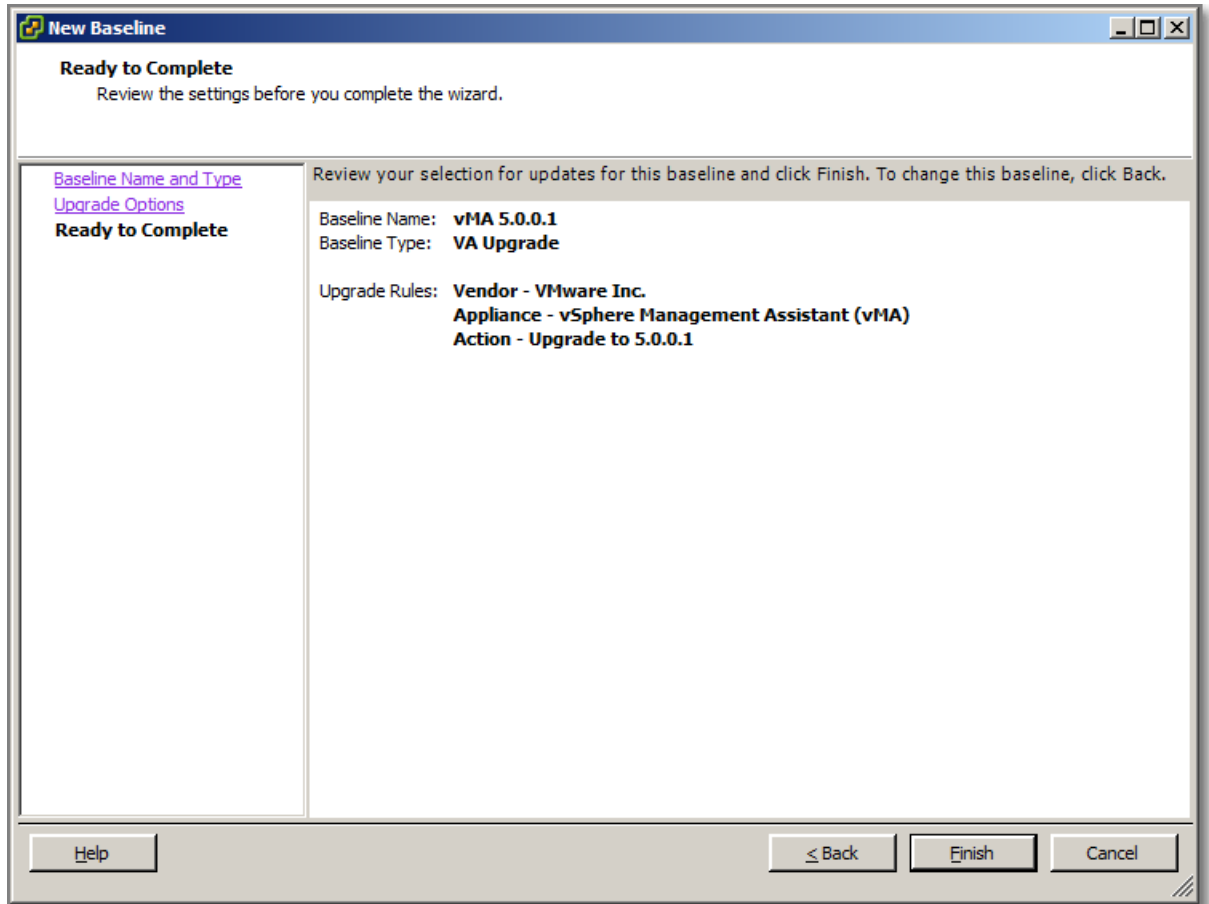 New Baseline
Ready to Complete
Review the settings before you complete the wizard.
Baseline Name and Type
Upgrade Options
Ready to Complete
Review your selection for updates for this baseline and click Finish. To change this baseline, click Back.
Baseline Name: vMA 5.0.0.1
Baseline Type: VA Upgrade
Upgrade Rules: Vendor - VMware Inc.
Appliance - vSphere Management Assistant (vMA)
Action - Upgrade to 5.0.0.1
Help
< Back
Finish
Cancel